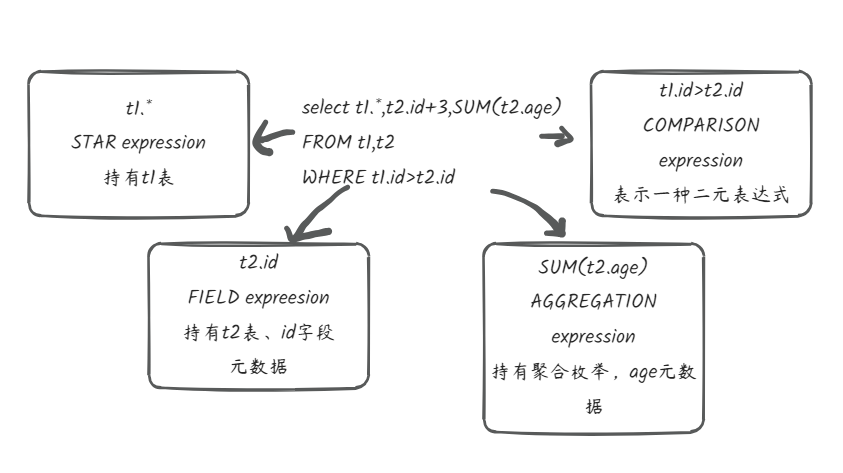 t1.*
STAR expression
持有t1表
select t1.*,t2.id+3,SUM(t2.age)
FROM t1,t2
WHERE t1.id>t2.id
t1.id>t2.id
COMPARISON
expression
表示一种二元表达式
t2.id
FIELD expreesion
持有t2表、id字段
元数据
SUM(t2.age)
AGGREGATION
expression
持有聚合枚举，age元数
据